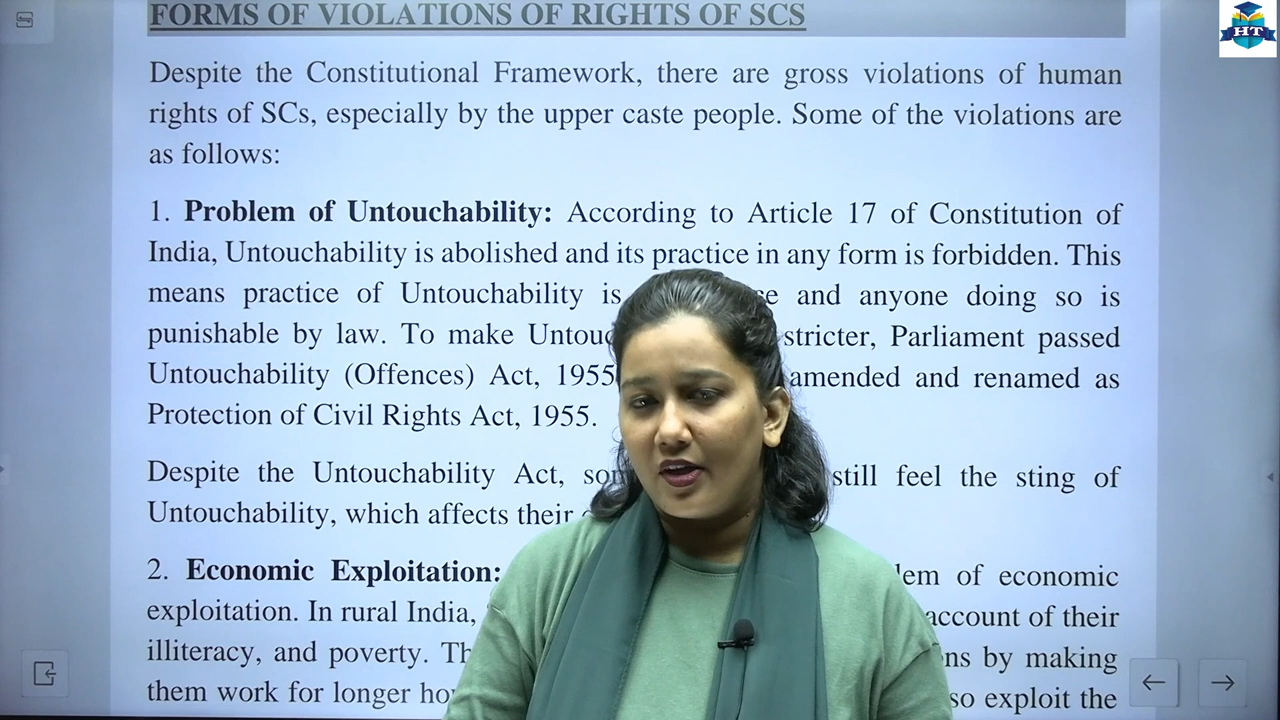 FORMS OF VIOLATIONS OF RIGHTS OF SCS
HT
Despite the Constitutional Framework, there are gross violations of human
rights of SCs, especially by the upper caste people. Some of the violations are
as follows:
1. Problem of Untouchability: According to Article 17 of Constitution of
India, Untouchability is abolished and its practice in any form is forbidden. This
means practice of Untouchability is and anyone doing so is
punishable by law. To make stricter, Parliament passed
Untouchability (Offences) Act, 1955 amended and renamed as
Protection of Civil Rights Act, 1955.
Despite the Untouchability Act, still feel the sting of
Untouchability, which affects their
2. Economic Exploitation: of economic
exploitation. In rural India, account of their
illiteracy, and poverty. by making
them work for longer so exploit the